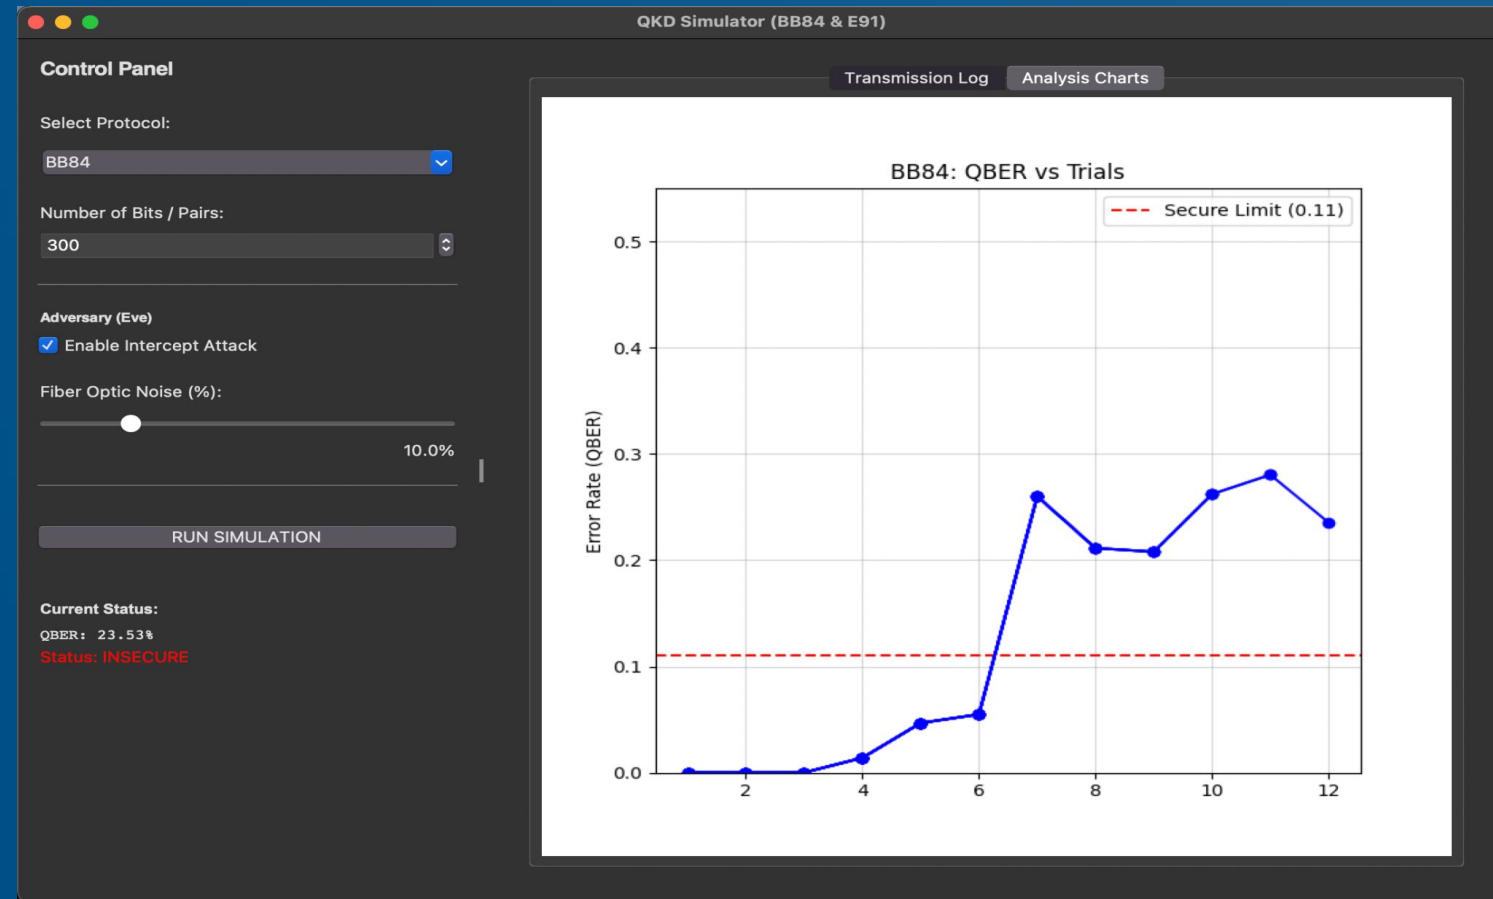 QKD Simulator (BB84 & E91)
Control Panel
Select Protocol:
BB84
Number of Bits / Pairs:
300
Adversary (Eve)
Enable Intercept Attack
Fiber Optic Noise (%):
10.0%
RUN SIMULATION
Current Status:
QBER: 23.53%
Status: INSECURE
Transmission Log
Analysis Charts
BB84: QBER vs Trials
Secure Limit (0.11)
Error Rate (QBER)
0.5
0.4
0.3
0.2
0.1
0.0
2
4
6
8
10
12